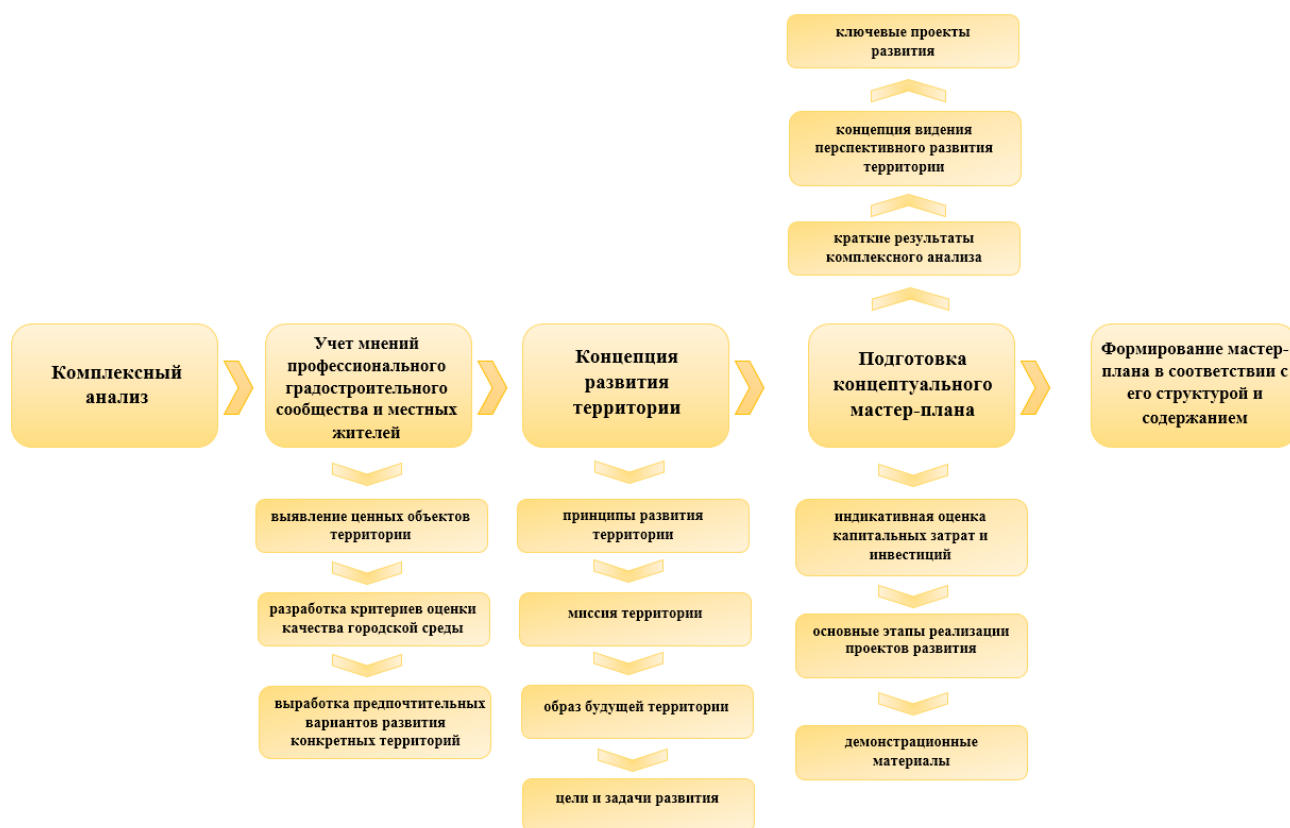 ключевые проекты
развития
концепция видения
перспективного развития
территории
краткие результаты
комплексного анализа
Комплексный
анализ
Учет мнений
профессионального
градостроительного
сообщества и местных
жителей
Концепция
развития
территории
Подготовка
концептуального
мастер-плана
Формирование мастер-
плана в соответствии с
его структурой и
содержанием
выявление ценных объектов
территории
разработка критериев оценки
качества городской среды
выработка предпочтительных
вариантов развития
конкретных территорий
принципы развития
территории
миссия территории
образ будущей территории
цели и задачи развития
индикативная оценка
капитальных затрат и
инвестиций
основные этапы реализации
проектов развития
демонстрационные
материалы